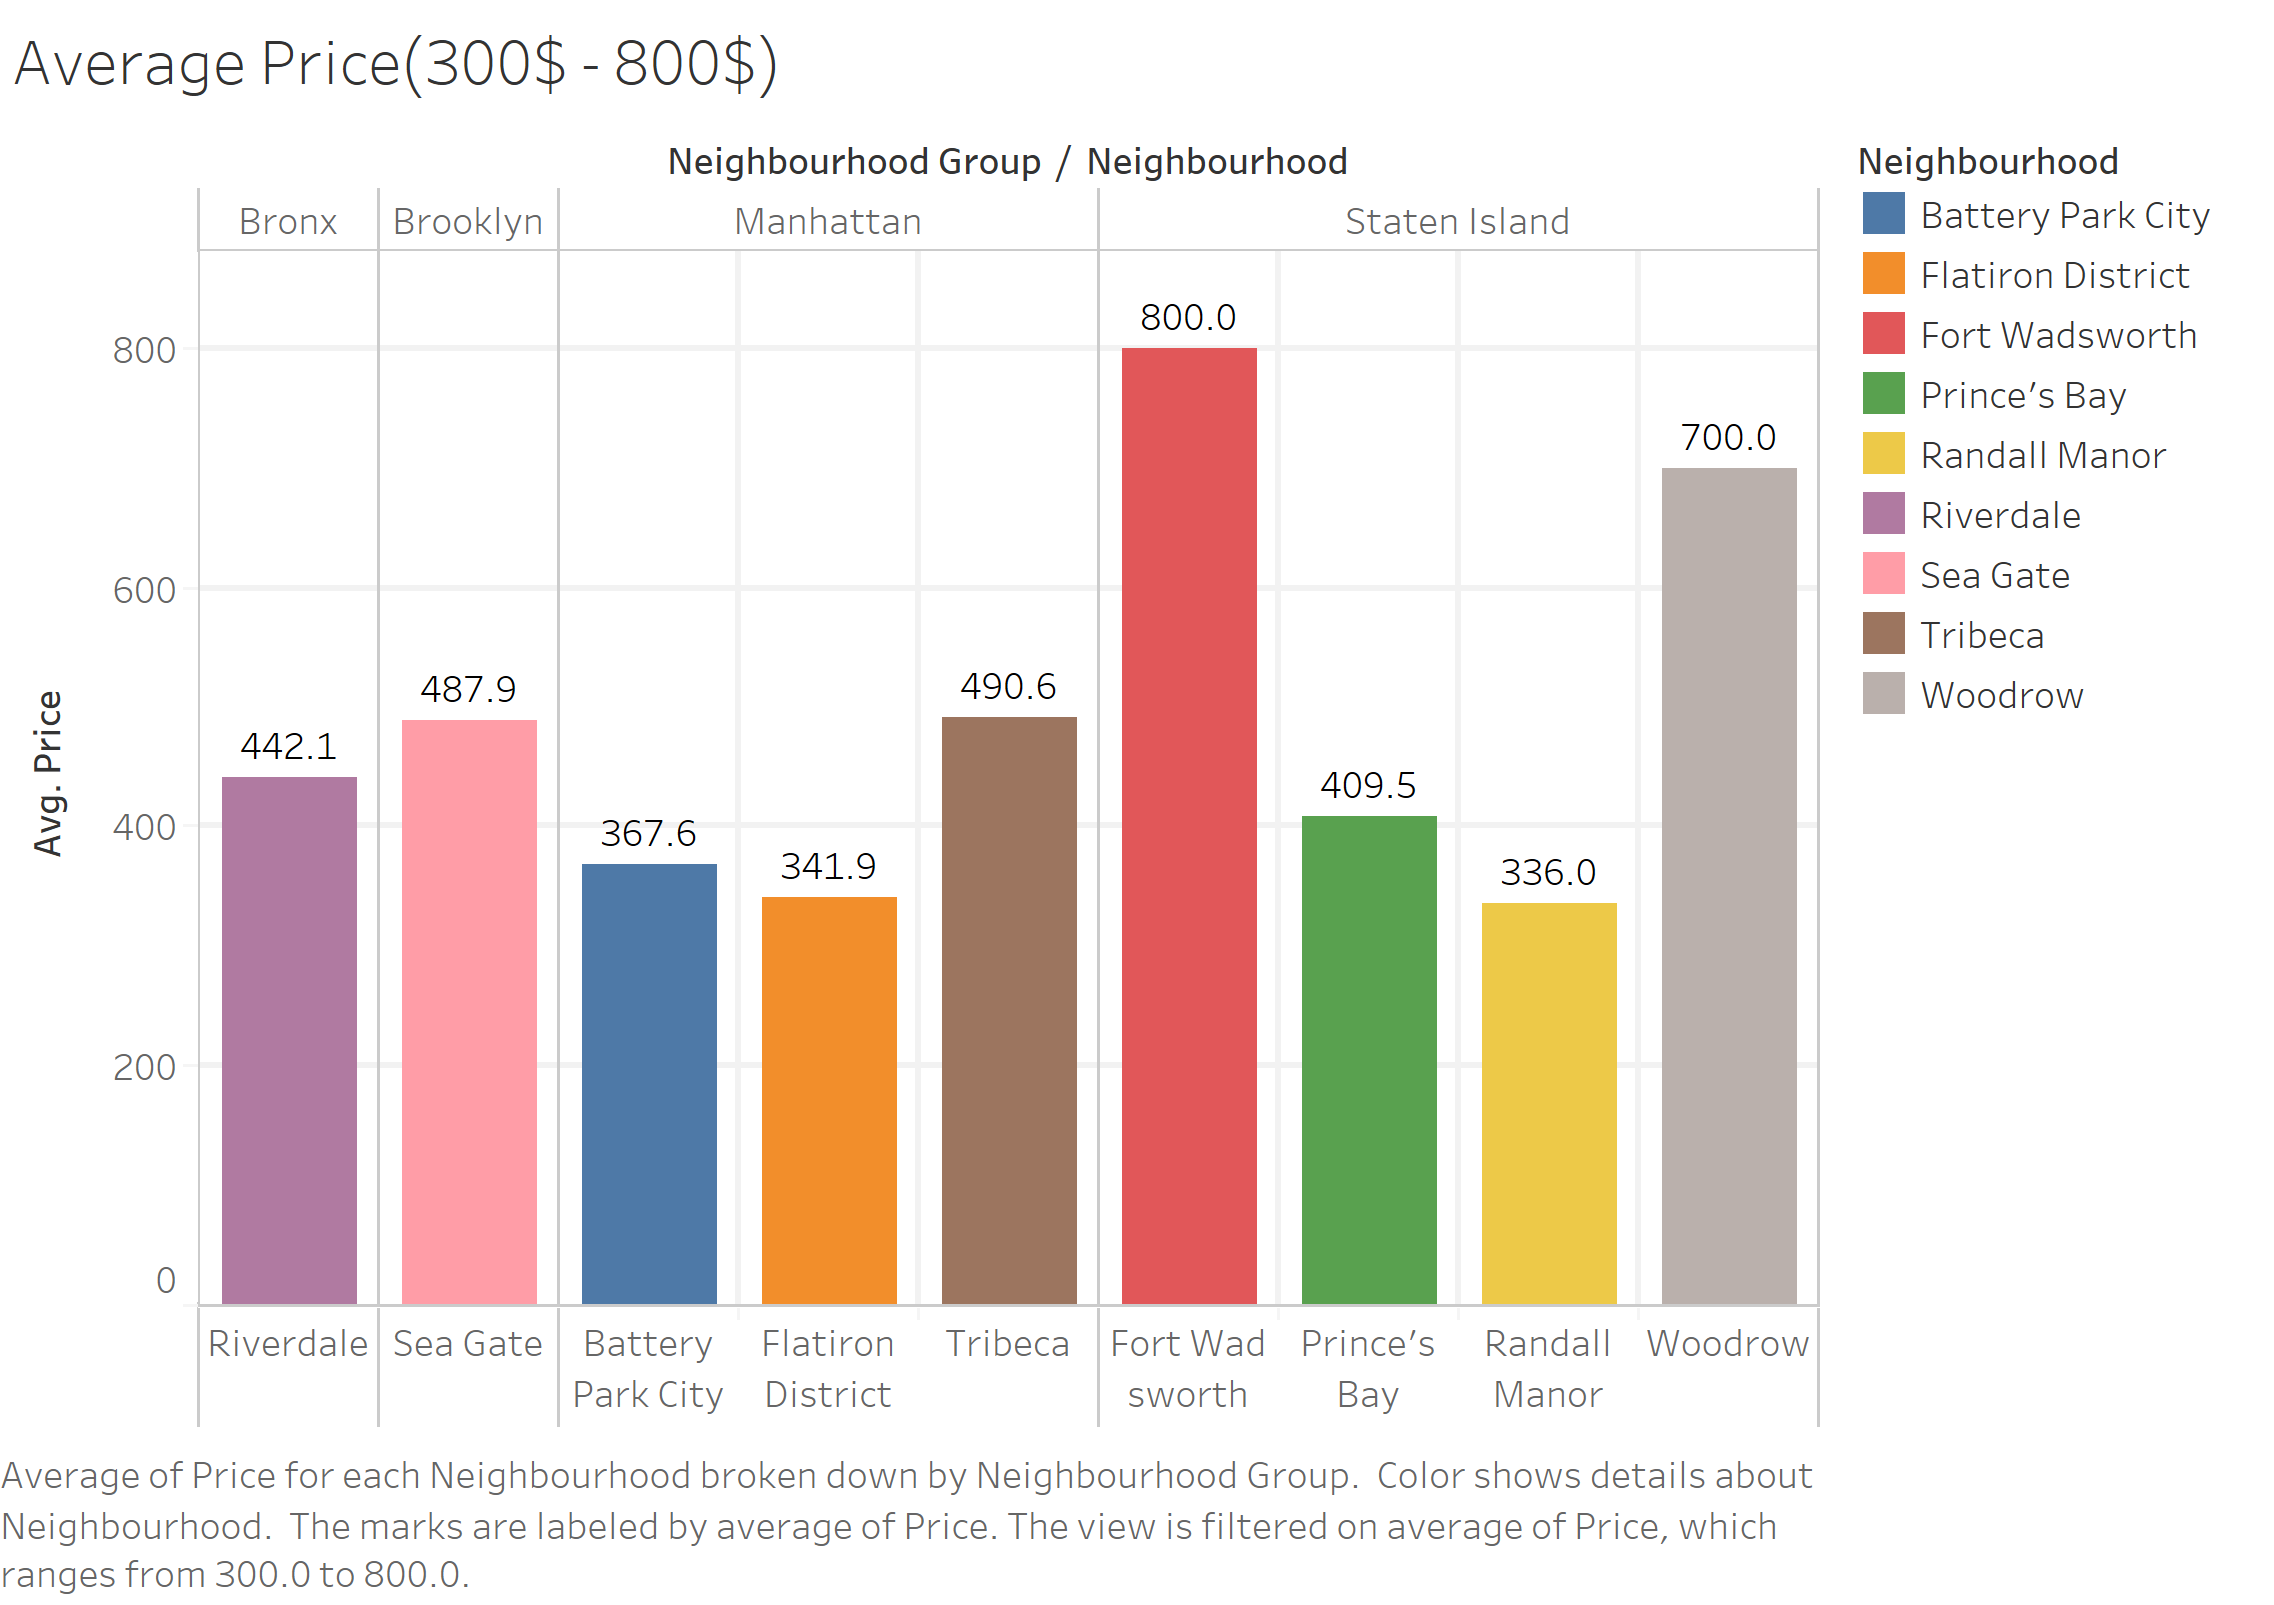 Average Price(300$ - 800$)
Neighbourhood Group / Neighbourhood
Bronx Brooklyn Manhattan Staten Island
Avg. Price
800
600
400
200
0
442.1
487.9
367.6
341.9
490.6
800.0
409.5
336.0
700.0
Riverdale
Sea Gate
Battery
Park City
Flatiron
District
Tribeca
Fort Wad
sworth
Prince's
Bay
Randall
Manor
Woodrow
Neighbourhood
Battery Park City
Flatiron District
Fort Wadsworth
Prince's Bay
Randall Manor
Riverdale
Sea Gate
Tribeca
Woodrow
Average of Price for each Neighbourhood broken down by Neighbourhood Group.  Color shows details about
Neighbourhood.  The marks are labeled by average of Price. The view is filtered on average of Price, which
ranges from 300.0 to 800.0.